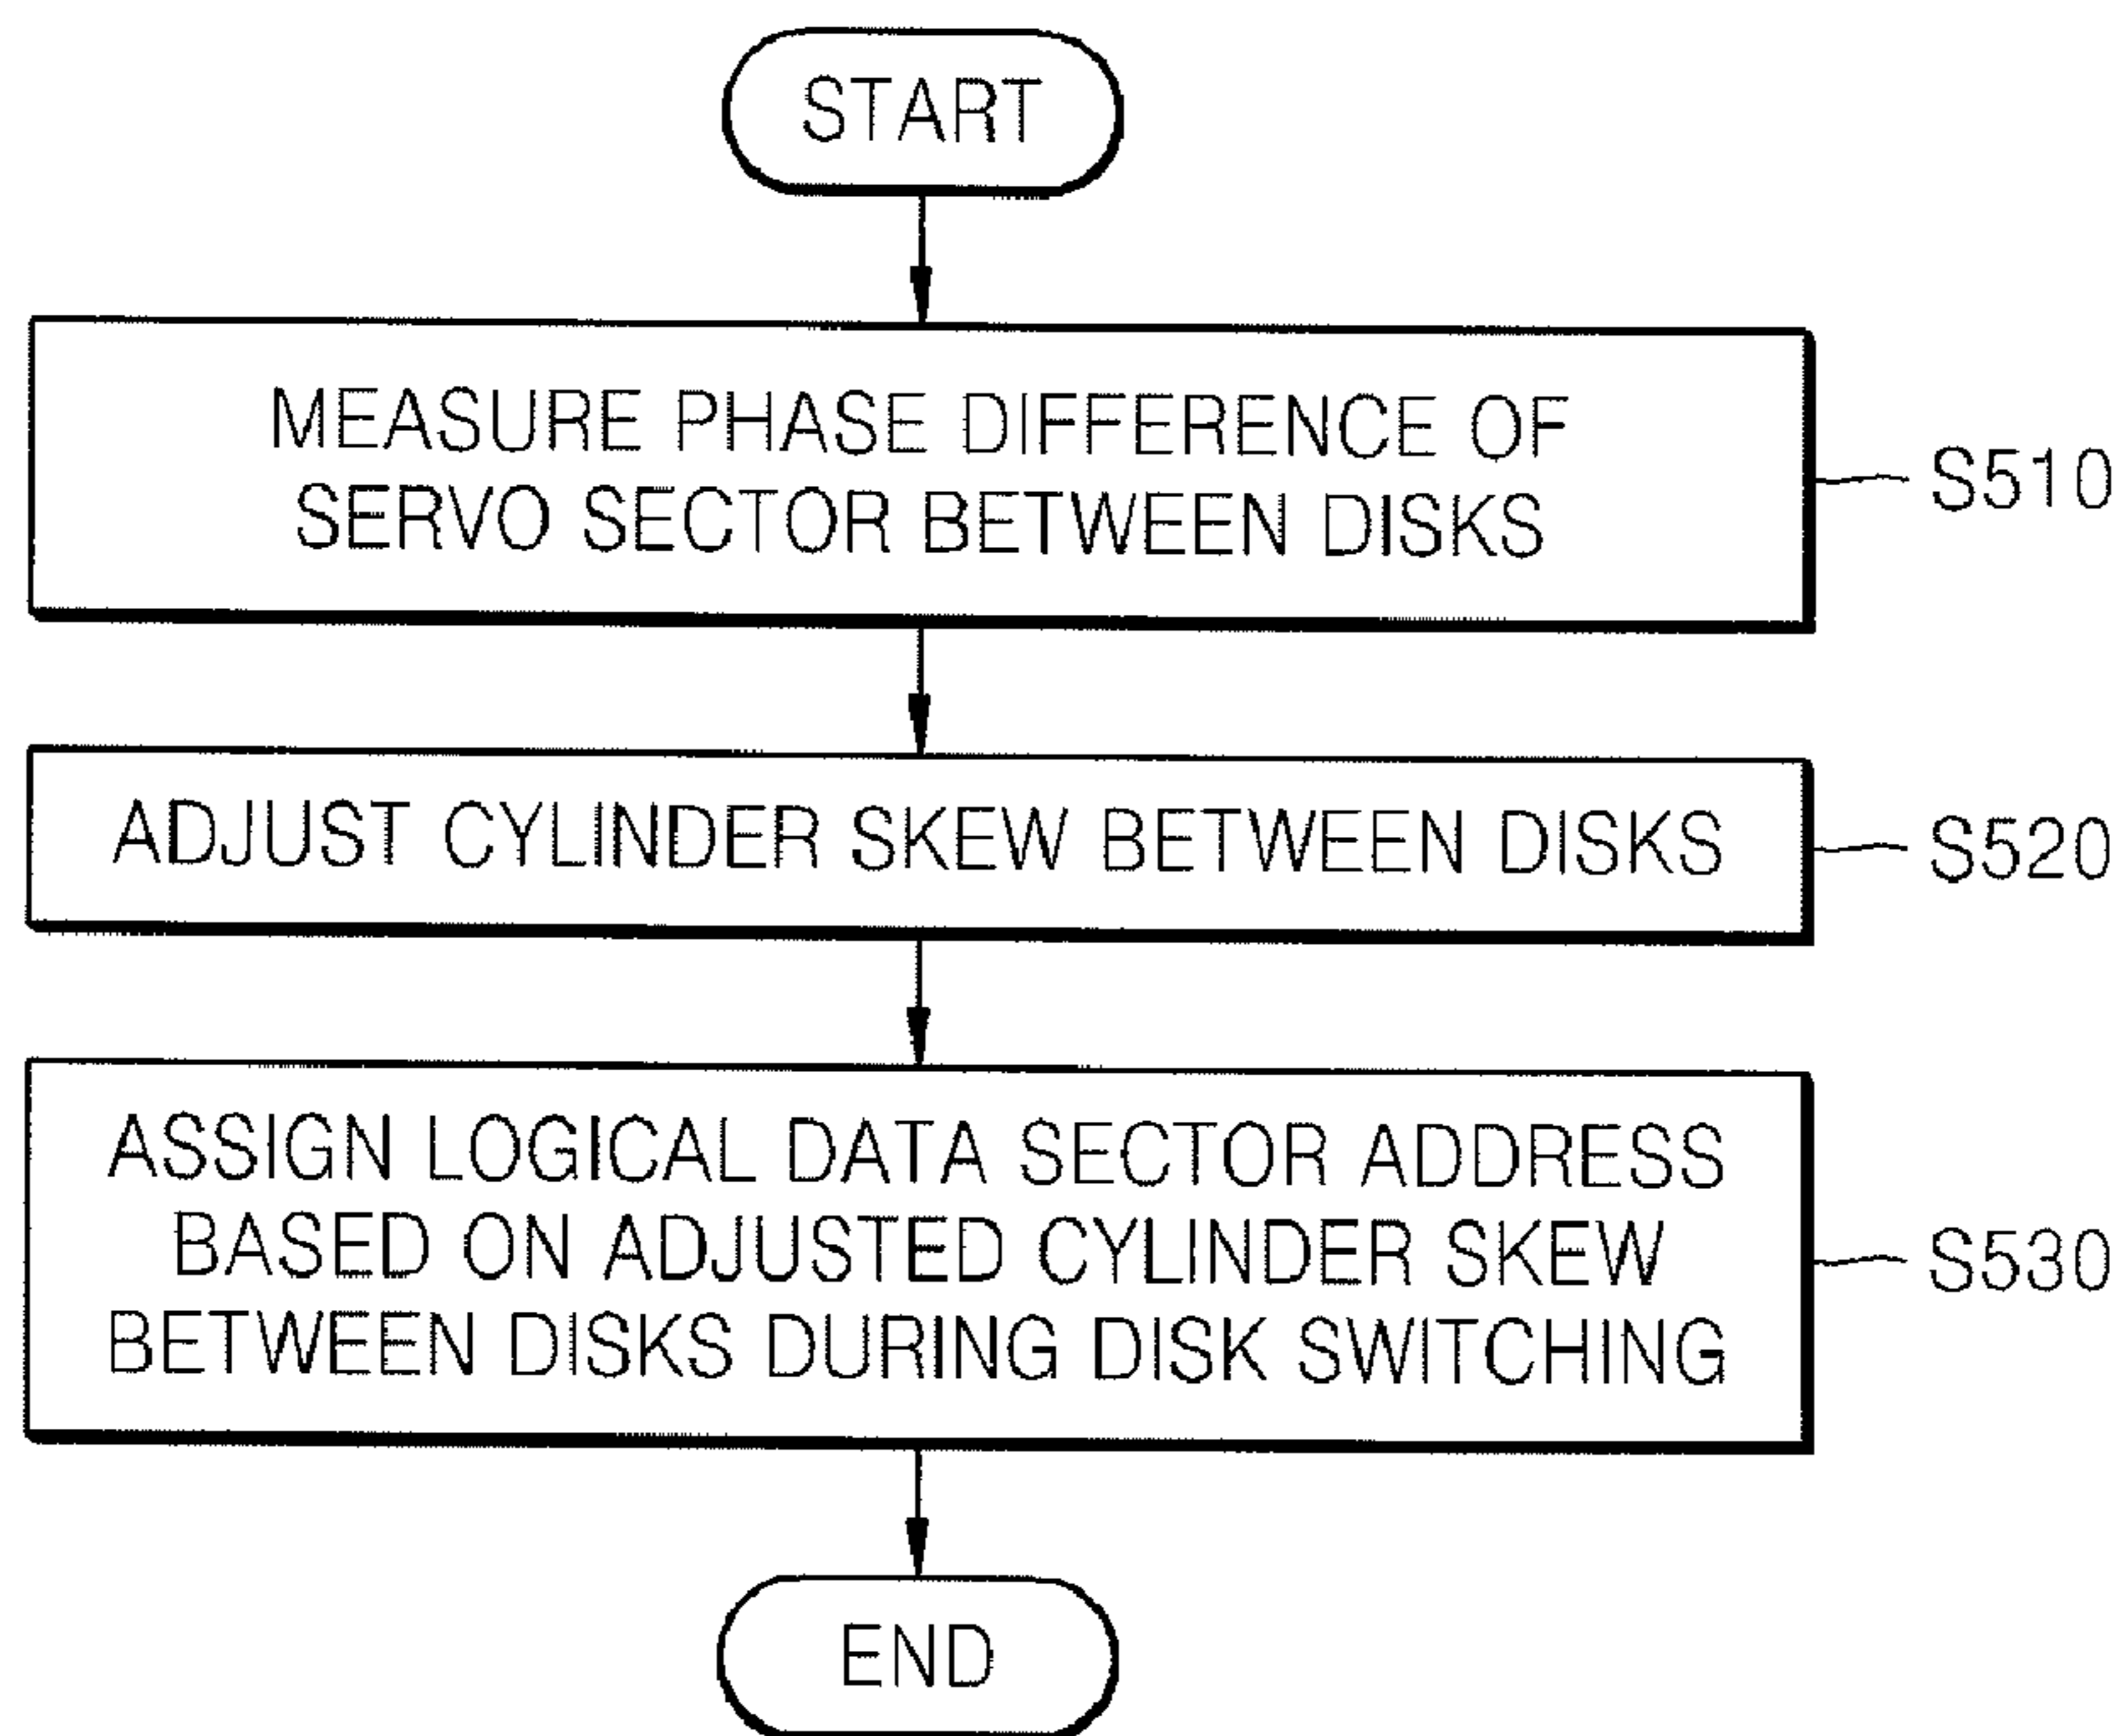 START
MEASURE PHASE DIFFERENCE OF
SERVO SECTOR BETWEEN DISKS
S510
ADJUST CYLINDER SKEW BETWEEN DISKS
S520
ASSIGN LOGICAL DATA SECTOR ADDRESS
BASED ON ADJUSTED CYLINDER SKEW
BETWEEN DISKS DURING DISK SWITCHING
S530
END